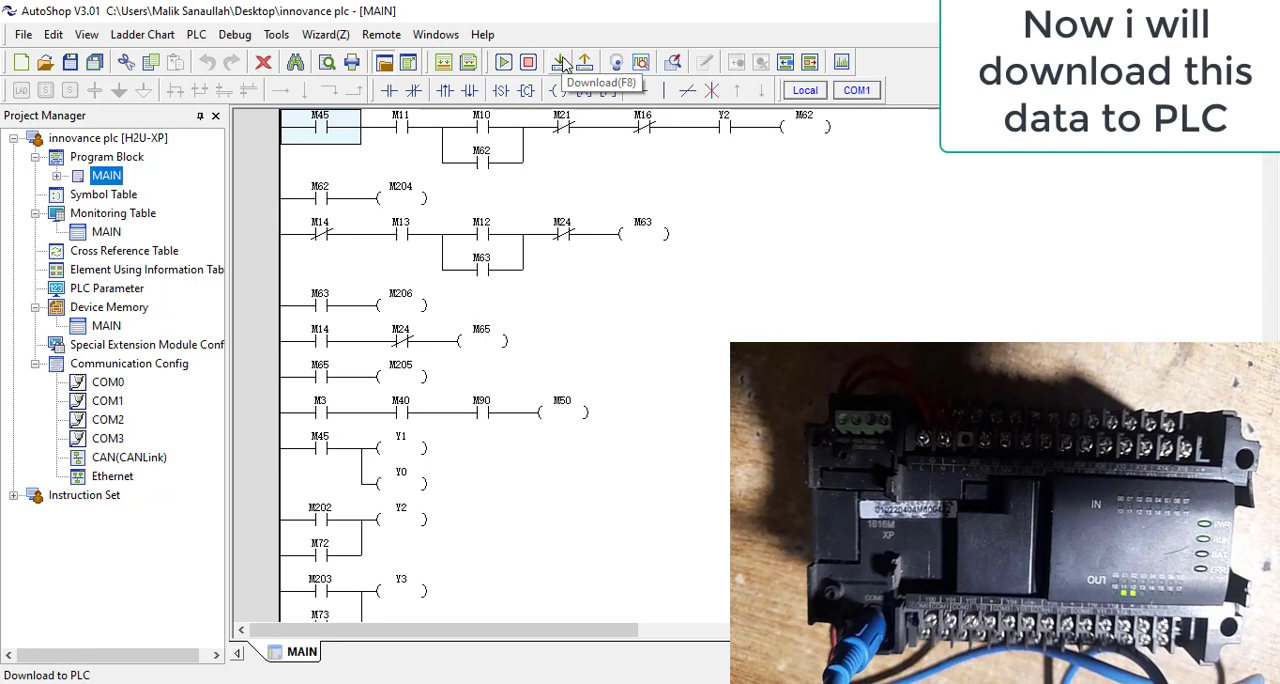 AutoShop V3.01 C:\Users\Malik Sanaullah\Desktop\innovance plc - [MAIN]
File Edit View Ladder Chart PLC Debug Tools Wizard(Z) Remote Windows Help
Now i will
download this
data to PLC
Download(F8)
Local COM1
Project Manager
innovance plc [H2U-XP]
Program Block
MAIN
Symbol Table
Monitoring Table
MAIN
Cross Reference Table
Element Using Information Tab
PLC Parameter
Device Memory
MAIN
Special Extension Module Conf
Communication Config
COM0
COM1
COM2
COM3
CAN(CANLink)
Ethernet
Instruction Set
M45 M11 M10 M21 M16 Y2 M62
M62
M62 M204
M14 M13 M12 M24 M63
M63
M63 M206
M14 M24 M65
M65 M205
M3 M40 M90 M50
M45 Y1
Y0
M202 Y2
M72
M203 Y3
M73
MAIN
Download to PLC
1616M
XP
IN
OUT
PWR
RUN
BAT
ERR